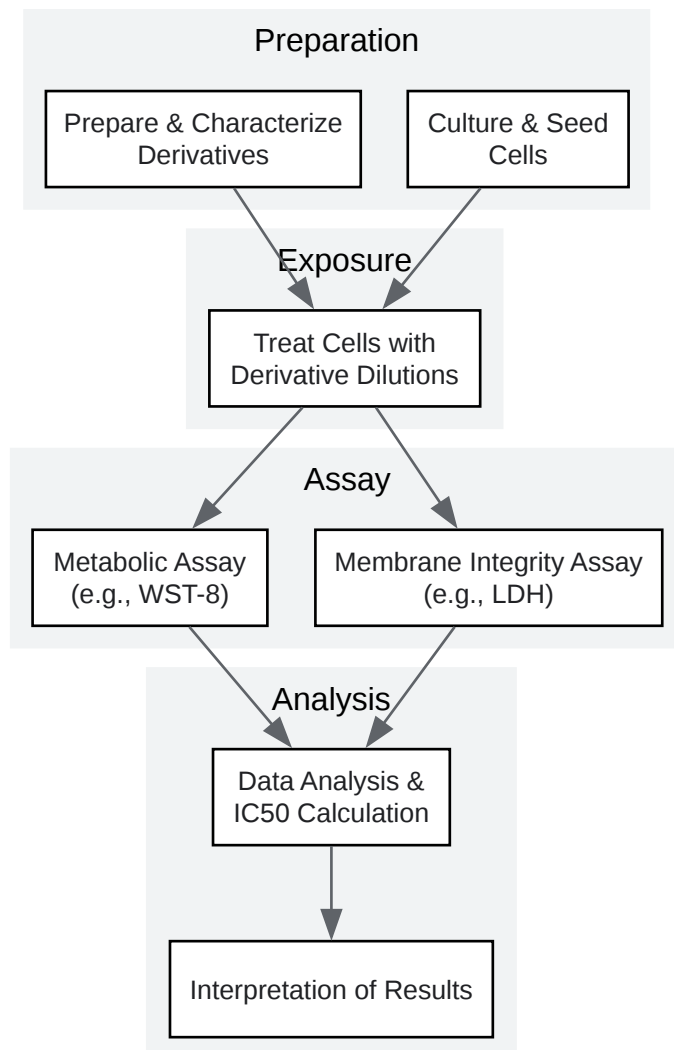 Preparation
Prepare & Characterize
Derivatives
Culture & Seed
Cells
Exposure
Treat Cells with
Derivative Dilutions
Assay
Metabolic Assay
(e.g., WST-8)
Membrane Integrity Assay
(e.g., LDH)
Analysis
Data Analysis &
IC50 Calculation
Interpretation of Results